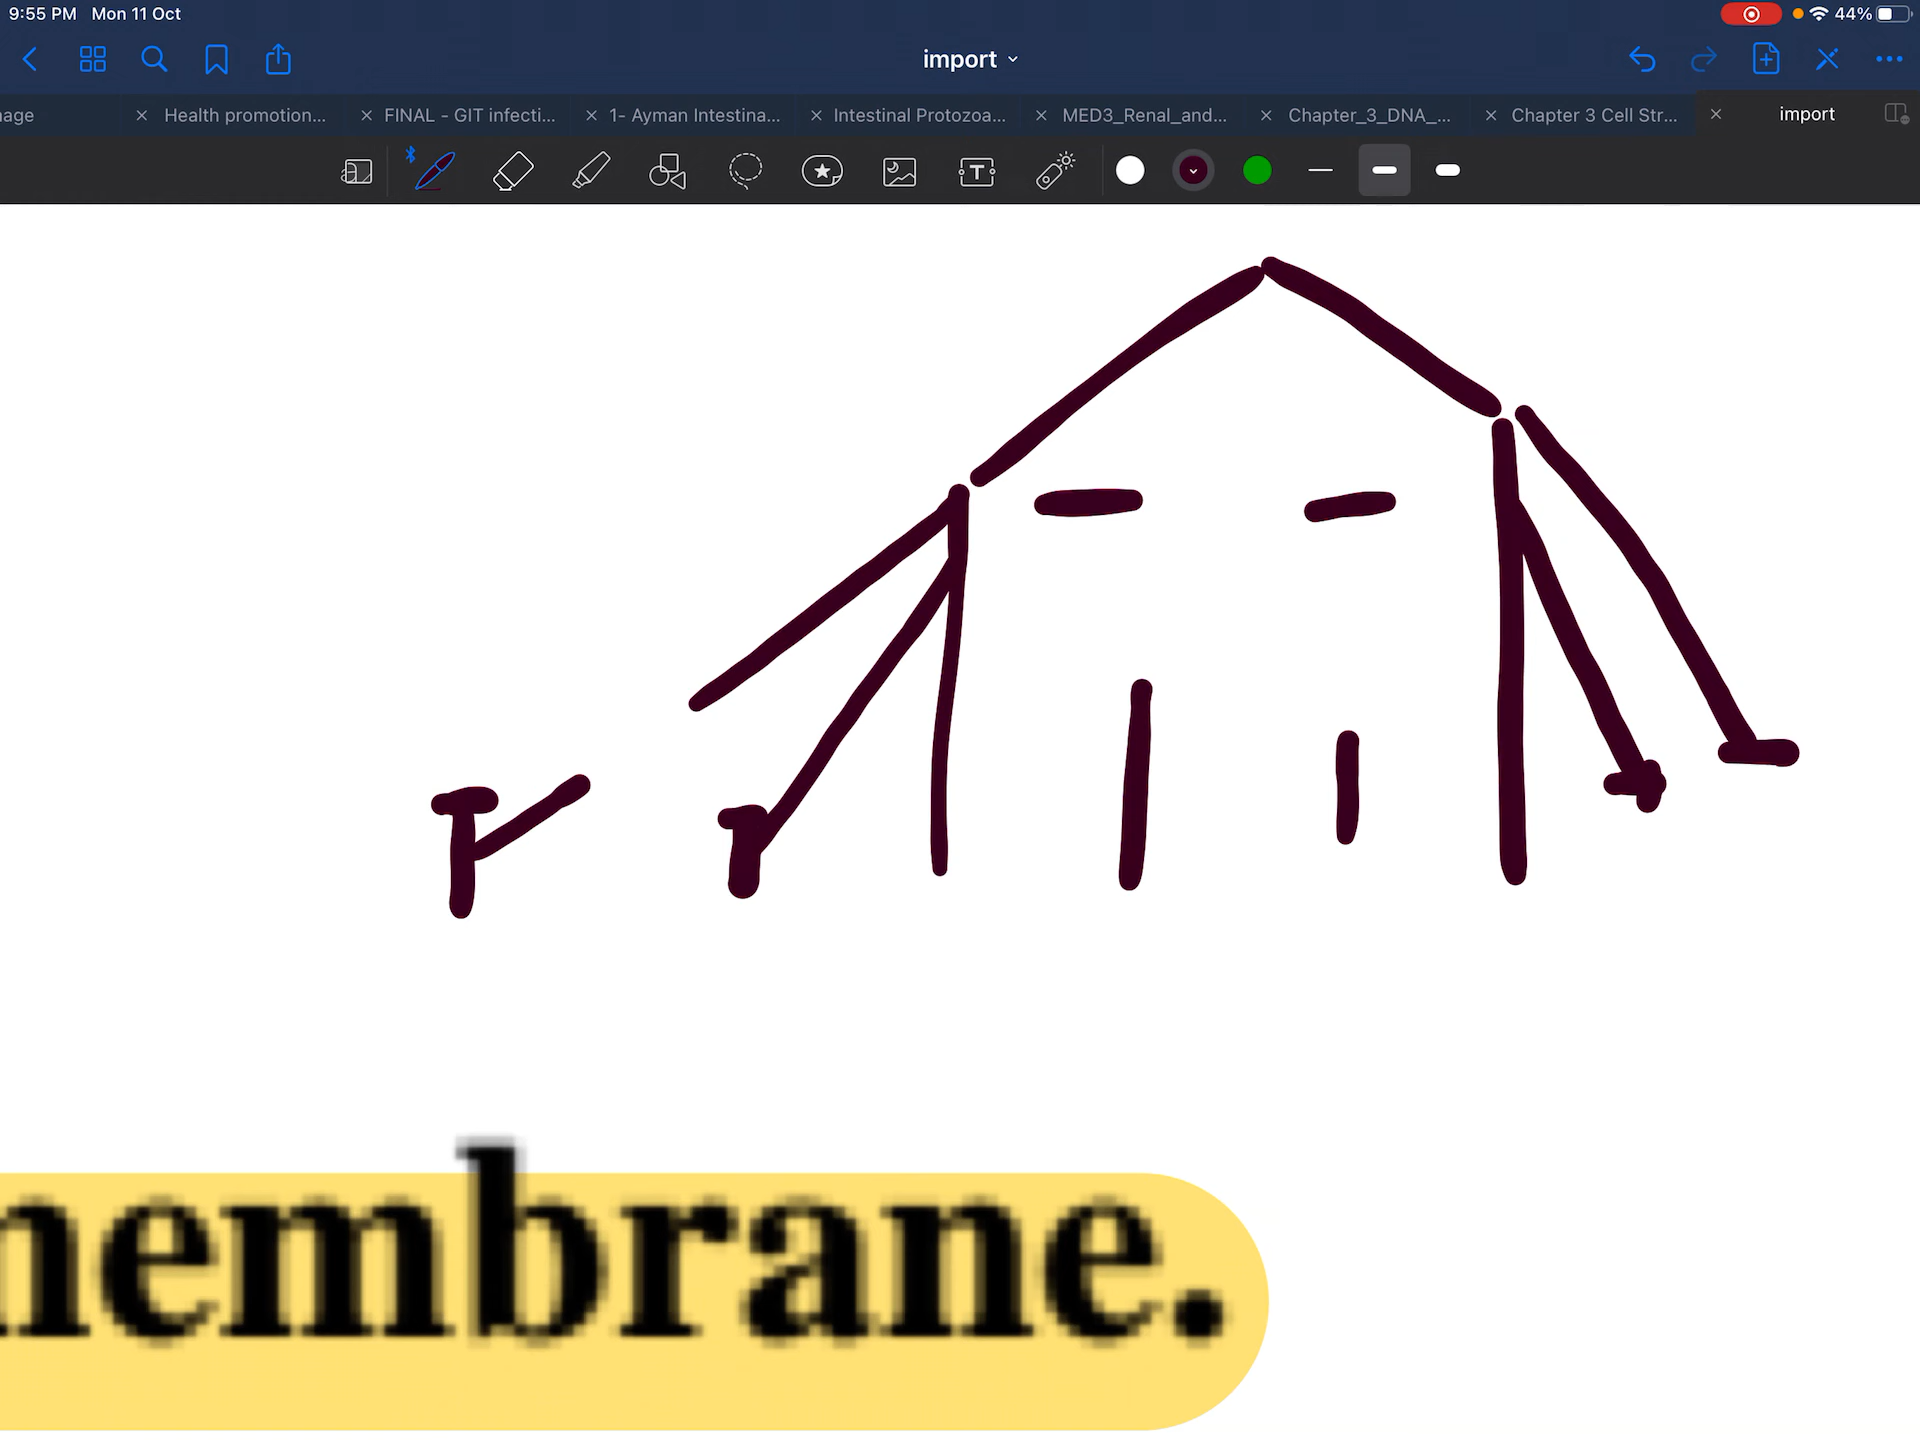 9:55 PM Mon 11 Oct 44%
import
age Health promotion... FINAL - GIT infecti... 1- Ayman Intestina... Intestinal Protozoa... MED3_Renal_and... Chapter_3_DNA_... Chapter 3 Cell Str... import
T
membrane.